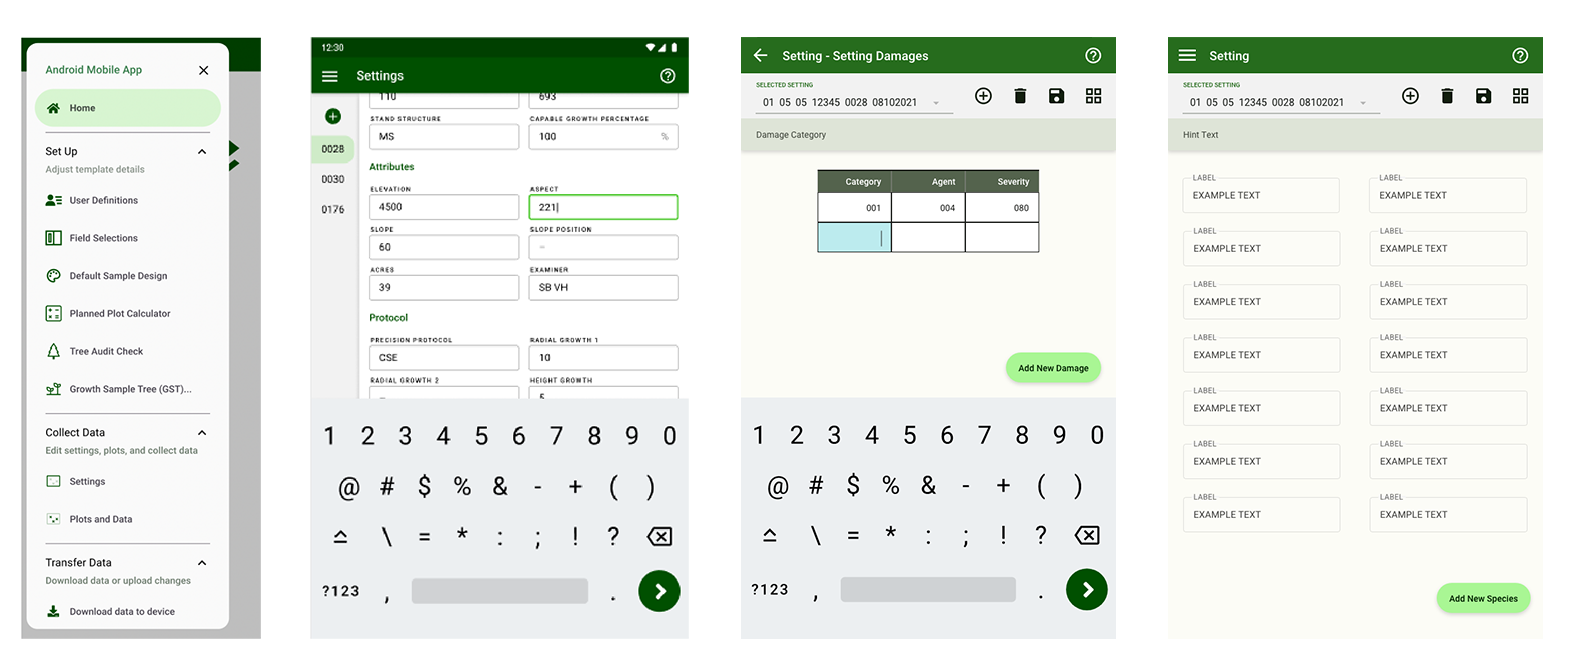 Android Mobile App
Home
Set Up
Adjust template details
User Definitions
Field Selections
Default Sample Design
Planned Plot Calculator
Tree Audit Check
Growth Sample Tree (GST)...
Collect Data
Edit settings, plots, and collect data
Settings
Plots and Data
Transfer Data
Download data or upload changes
Download data to device
12:30
Settings
0028
0030
0176
110 693
STAND STRUCTURE CAPABLE GROWTH PERCENTAGE
MS 100 %
Attributes
ELEVATION ASPECT
4500 221
SLOPE SLOPE POSITION
60 –
ACRES EXAMINER
39 SB VH
Protocol
PRECISION PROTOCOL RADIAL GROWTH 1
CSE 10
RADIAL GROWTH 2 HEIGHT GROWTH
– 5
1 2 3 4 5 6 7 8 9 0
@ # $ % & - + ( )
\ = * : ; ! ?
?123 , .
Setting - Setting Damages
SELECTED SETTING
01 05 05 12345 0028 08102021
Damage Category
Category Agent Severity
001 004 080
Add New Damage
1 2 3 4 5 6 7 8 9 0
@ # $ % & - + ( )
\ = * : ; ! ?
?123 , .
Setting
SELECTED SETTING
01 05 05 12345 0028 08102021
Hint Text
LABEL LABEL
EXAMPLE TEXT EXAMPLE TEXT
LABEL LABEL
EXAMPLE TEXT EXAMPLE TEXT
LABEL LABEL
EXAMPLE TEXT EXAMPLE TEXT
LABEL LABEL
EXAMPLE TEXT EXAMPLE TEXT
LABEL LABEL
EXAMPLE TEXT EXAMPLE TEXT
LABEL LABEL
EXAMPLE TEXT EXAMPLE TEXT
LABEL LABEL
EXAMPLE TEXT EXAMPLE TEXT
Add New Species